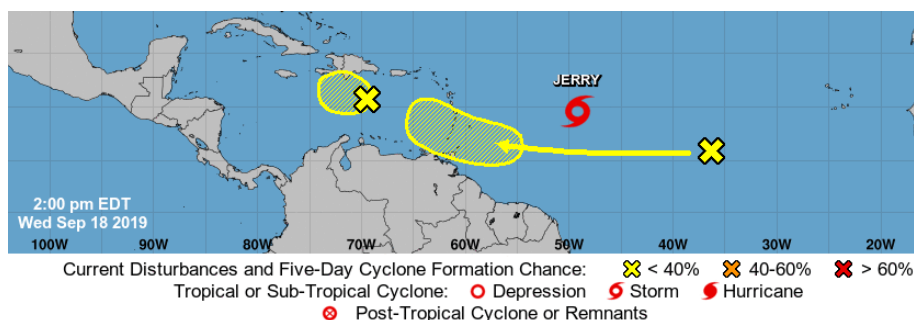 JERRY
2:00 pm EDT
Wed Sep 18 2019
100W 90W 80W 70W 60W 50W 40W 30W 20W
Current Disturbances and Five-Day Cyclone Formation Chance: < 40% 40-60% > 60%
Tropical or Sub-Tropical Cyclone: Depression Storm Hurricane
Post-Tropical Cyclone or Remnants